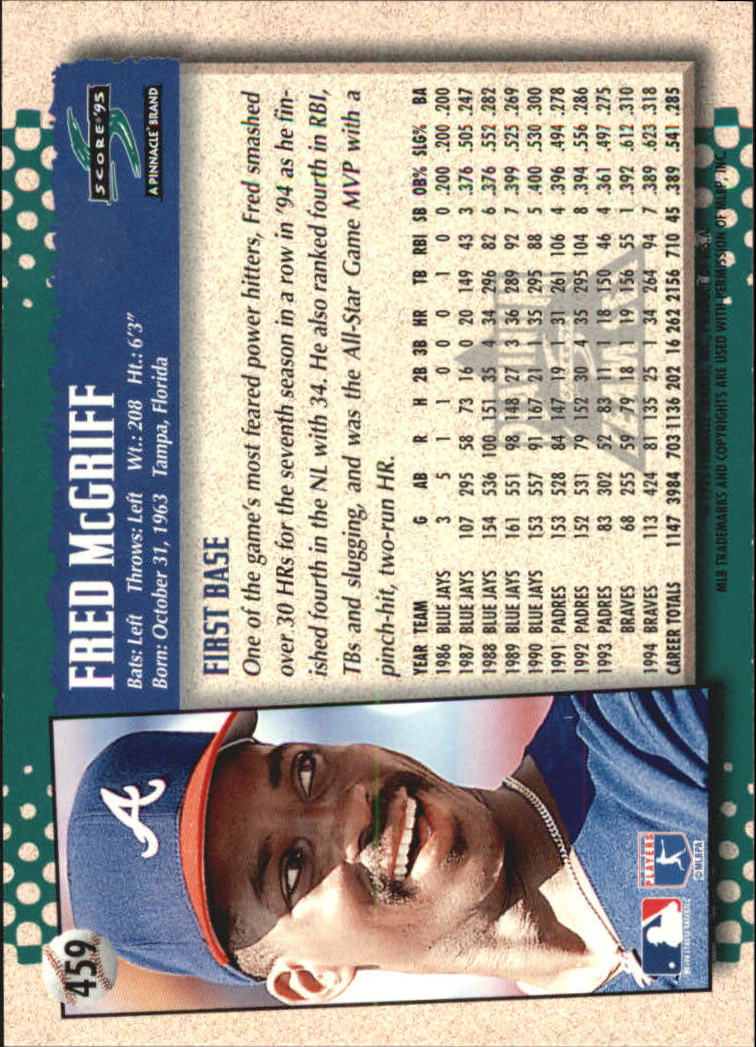 459
FRED McGRIFF
Bats: Left Throws: Left Wt.: 208 Ht.: 6'3"
Born: October 31, 1963 Tampa, Florida
SCORE®'95
A PINNACLE® BRAND
FIRST BASE
One of the game's most feared power hitters, Fred smashed
over 30 HRs for the seventh season in a row in '94 as he fin-
ished fourth in the NL with 34. He also ranked fourth in RBI,
TBs and slugging, and was the All-Star Game MVP with a
pinch-hit, two-run HR.
YEAR TEAM G AB R H 2B 3B HR TB RBI SB OB% SLG% BA
1986 BLUE JAYS 3 5 1 1 0 0 0 1 0 0 .200 .200 .200
1987 BLUE JAYS 107 295 58 73 16 0 20 149 43 3 .376 .505 .247
1988 BLUE JAYS 154 536 100 151 35 4 34 296 82 6 .376 .552 .282
1989 BLUE JAYS 161 551 98 148 27 3 36 289 92 7 .399 .525 .269
1990 BLUE JAYS 153 557 91 167 21 1 35 295 88 5 .400 .530 .300
1991 PADRES 153 528 84 147 19 1 31 261 106 4 .396 .494 .278
1992 PADRES 152 531 79 152 30 4 35 295 104 8 .394 .556 .286
1993 PADRES 83 302 52 83 11 1 18 150 46 4 .361 .497 .275
BRAVES 68 255 59 79 18 1 19 156 55 1 .392 .612 .310
1994 BRAVES 113 424 81 135 25 1 34 264 94 7 .389 .623 .318
CAREER TOTALS 1147 3984 703 1136 202 16 262 2156 710 45 .389 .541 .285
MLB TRADEMARKS AND COPYRIGHTS ARE USED WITH PERMISSION OF MLBP, INC.
A
PLAYERS
© MLBPA